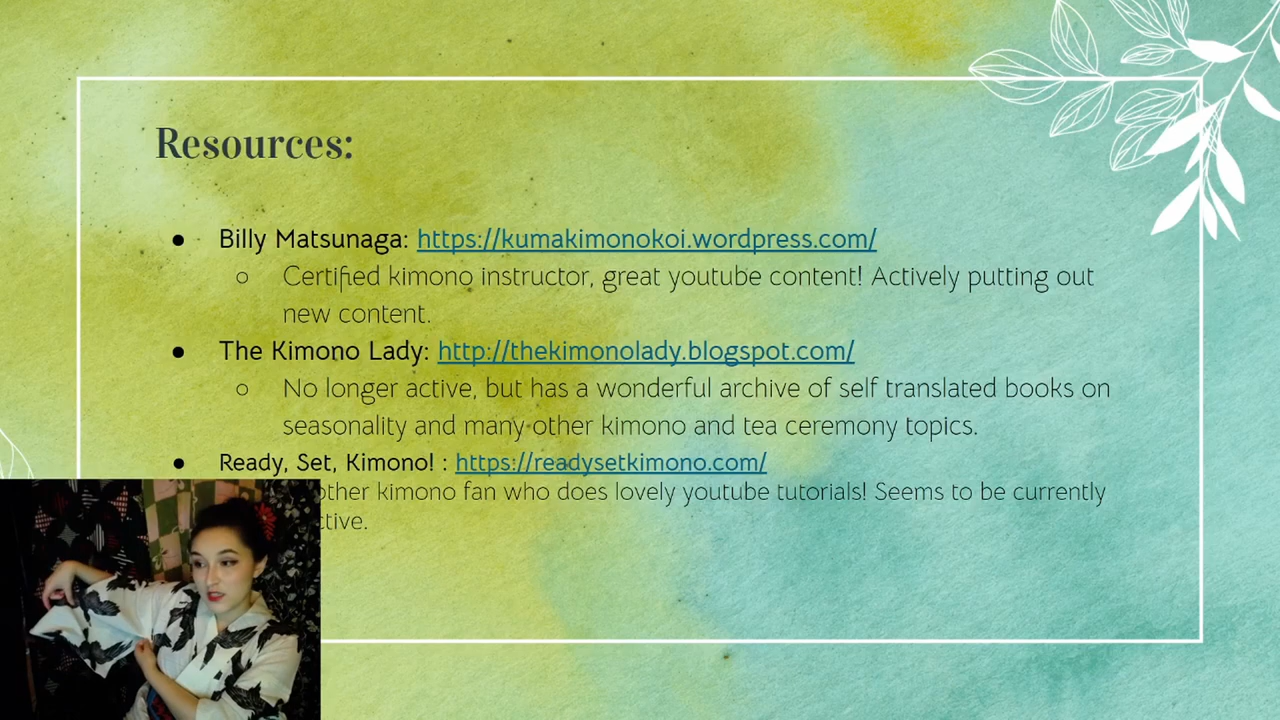 Resources:
● Billy Matsunaga: https://kumakimonokoi.wordpress.com/
○ Certified kimono instructor, great youtube content! Actively putting out
new content.
● The Kimono Lady: http://thekimonolady.blogspot.com/
○ No longer active, but has a wonderful archive of self translated books on
seasonality and many other kimono and tea ceremony topics.
● Ready, Set, Kimono! : https://readysetkimono.com/
kimono fan who does lovely youtube tutorials! Seems to be currently